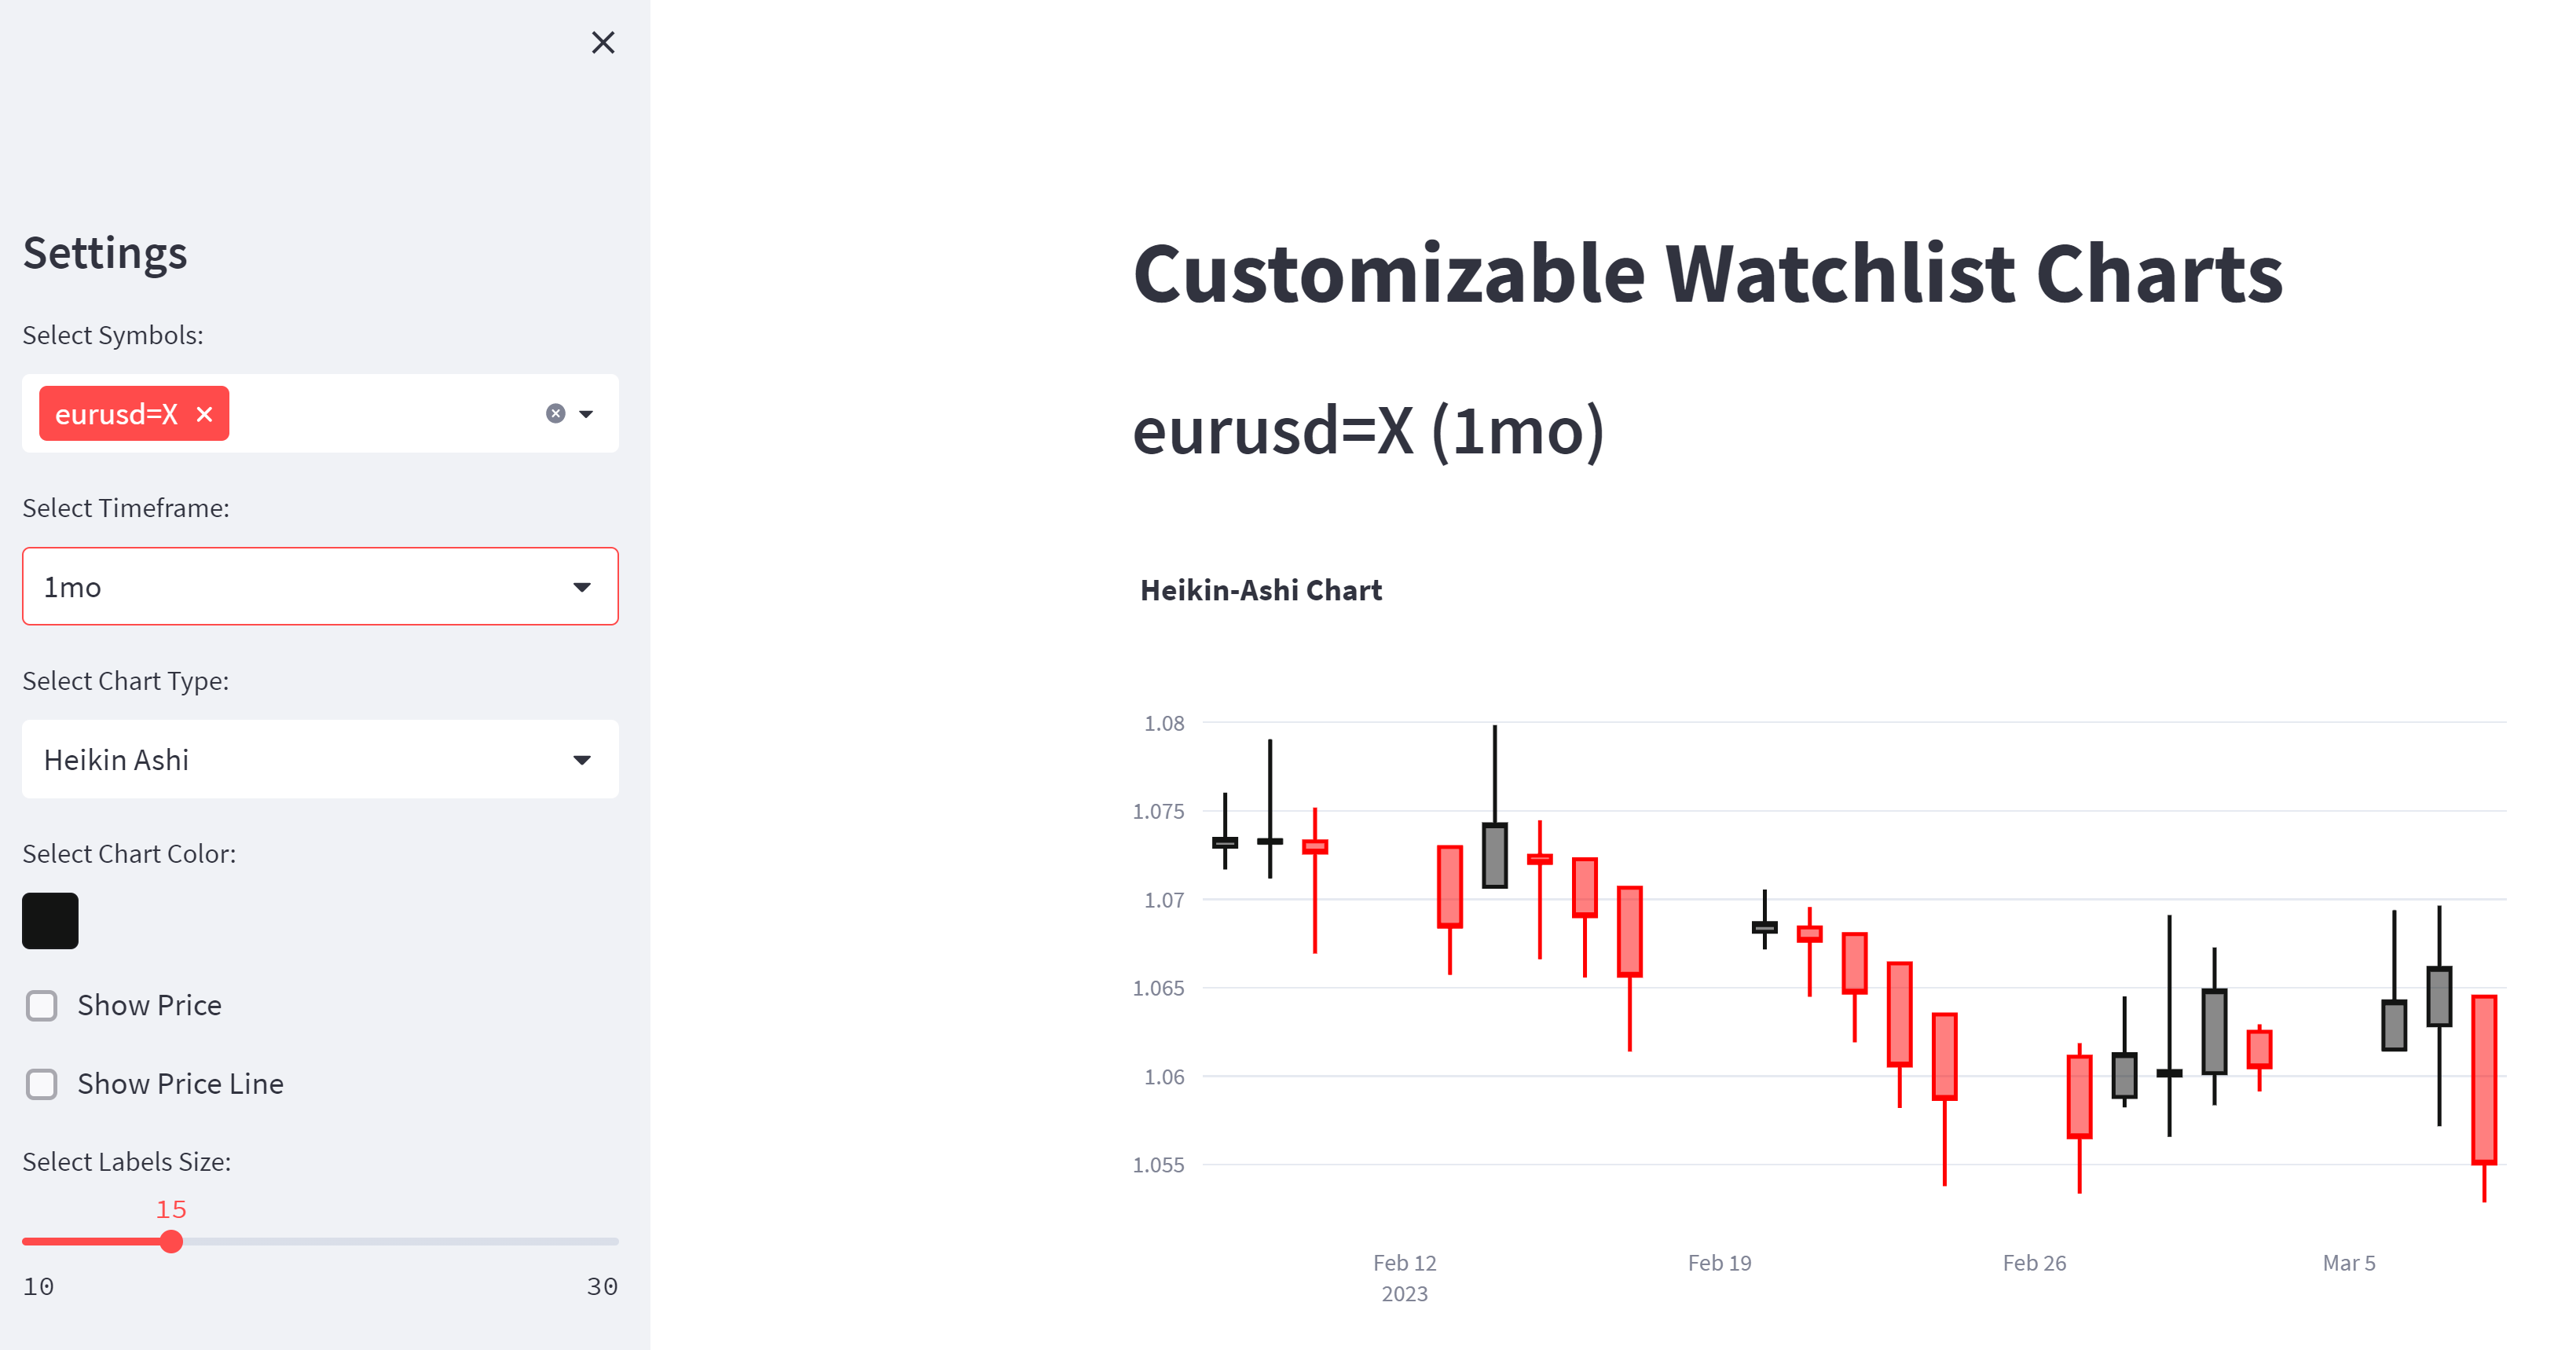 Settings
Select Symbols:
eurusd=X
Select Timeframe:
1mo
Select Chart Type:
Heikin Ashi
Select Chart Color:
Show Price
Show Price Line
Select Labels Size:
15
10 30
Customizable Watchlist Charts
eurusd=X (1mo)
Heikin-Ashi Chart
1.08
1.075
1.07
1.065
1.06
1.055
Feb 12 Feb 19 Feb 26 Mar 5
2023